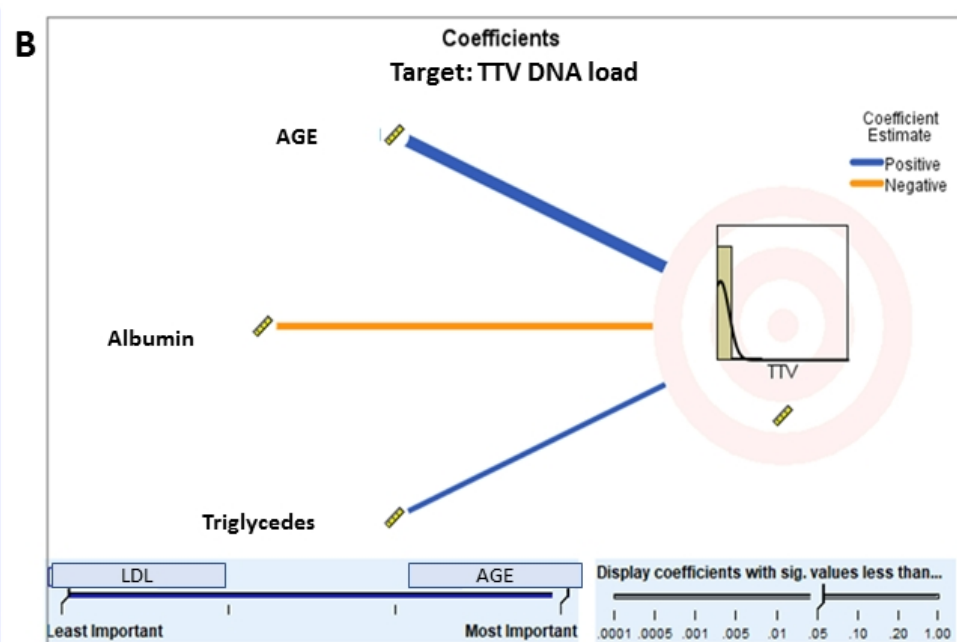 B
Coefficients
Target: TTV DNA load
AGE
Coefficient
Estimate
Positive
Negative
Albumin
TTV
Triglycedes
LDL
AGE
Least Important
Most Important
Display coefficients with sig. values less than...
.0001 .0005 .001 .005 .01 .05 .10 .20 1.00